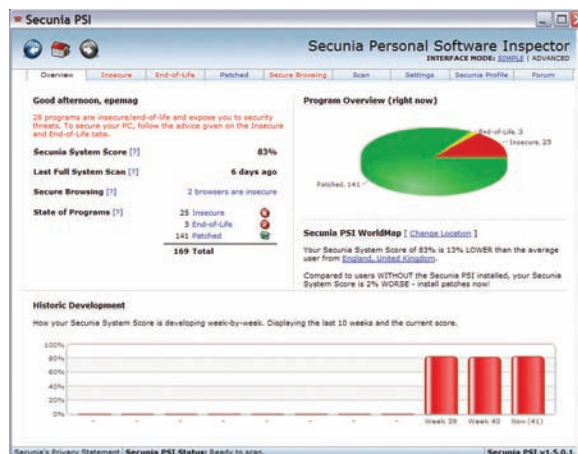 Secunia PSI
Secunia Personal Software Inspector
INTERFACE MODE: SIMPLE | ADVANCED
Overview Insecure End-of-Life Patched Secure Browsing Scan Settings Secunia Profile Forum
Good afternoon, epemag
28 programs are insecure/end-of-life and expose you to security
threats. To secure your PC, follow the advice given on the Insecure
and End-of-Life tabs.
Secunia System Score [?] 83%
Last Full System Scan [?] 6 days ago
Secure Browsing [?] 2 browsers are insecure
State of Programs [?] 25 Insecure
3 End-of-Life
141 Patched
169 Total
Program Overview (right now)
End-of-Life, 3
Insecure, 25
Patched, 141
Secunia PSI WorldMap [ Change Location ]
Your Secunia System Score of 83% is 13% LOWER than the average
user from England, United Kingdom.
Compared to users WITHOUT the Secunia PSI installed, your Secunia
System Score is 2% WORSE - install patches now!
Historic Development
How your Secunia System Score is developing week-by-week. Displaying the last 10 weeks and the current score.
100%
80%
60%
40%
20%
0%
- - - - - - - - Week 39 Week 40 Now (41)
Secunia's Privacy Statement Secunia PSI Status: Ready to scan. Secunia PSI v1.5.0.1